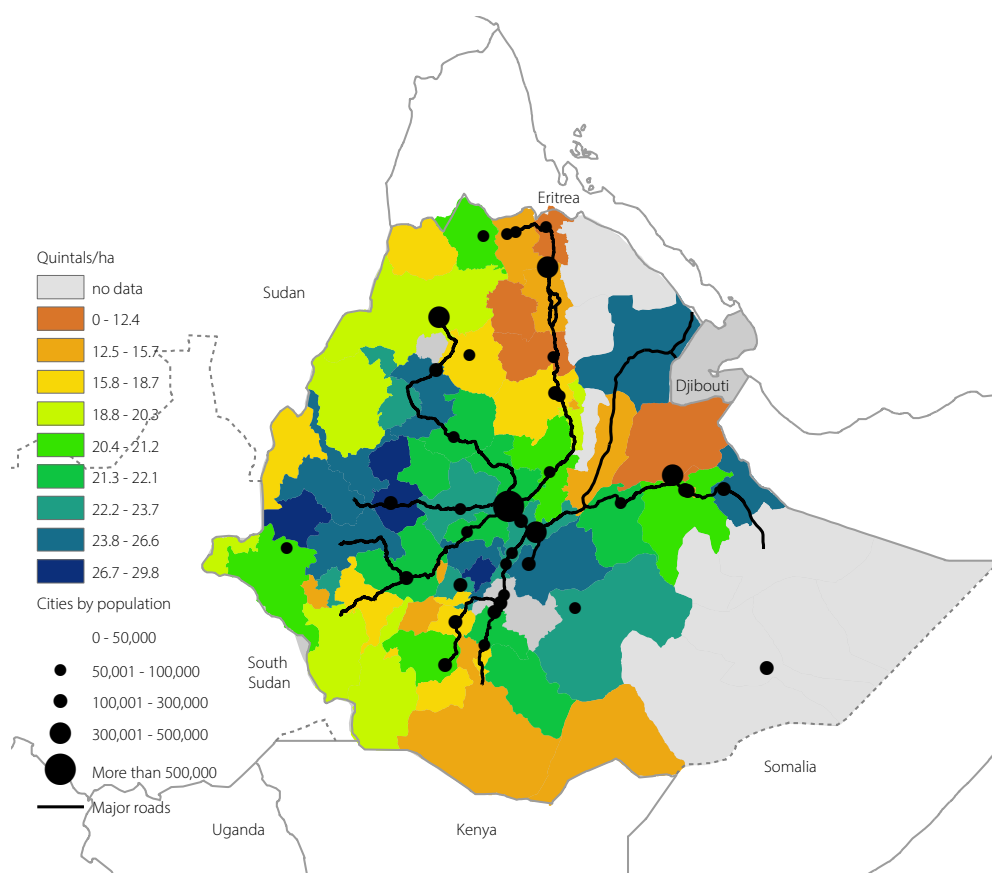 Eritrea
Quintals/ha
no data
Sudan
0 - 12.4
12.5 - 15.7
15.8 - 18.7
Djibouti
18.8 - 20.3
20.4 - 21.2
21.3 - 22.1
22.2 - 23.7
23.8 - 26.6
26.7 - 29.8
Cities by population
0 - 50,000
South
Sudan
50,001 - 100,000
100,001 - 300,000
300,001 - 500,000
More than 500,000
Somalia
Major roads
Uganda
Kenya